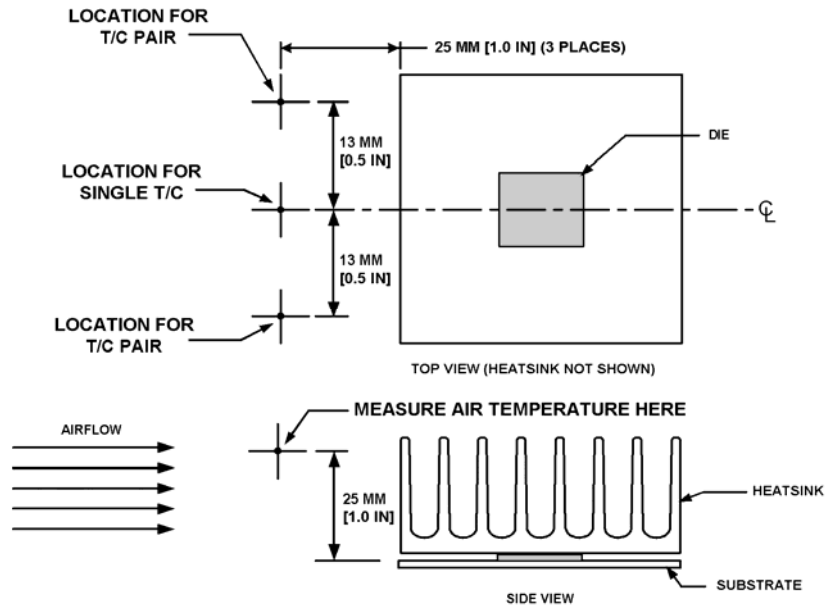 LOCATION FOR
T/C PAIR
25 MM [1.0 IN] (3 PLACES)
13 MM
[0.5 IN]
DIE
LOCATION FOR
SINGLE T/C
℄
13 MM
[0.5 IN]
LOCATION FOR
T/C PAIR
TOP VIEW (HEATSINK NOT SHOWN)
MEASURE AIR TEMPERATURE HERE
AIRFLOW
25 MM
[1.0 IN]
HEATSINK
SUBSTRATE
SIDE VIEW